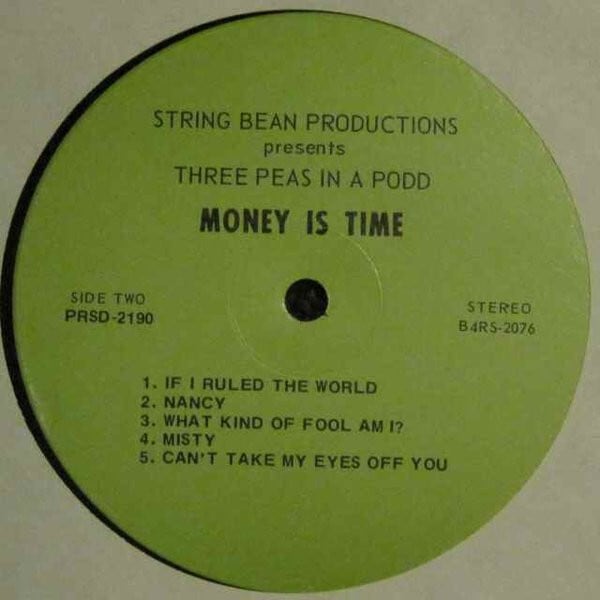 STRING BEAN PRODUCTIONS
presents
THREE PEAS IN A PODD
MONEY IS TIME
SIDE TWO
PRSD-2190
STEREO
B4RS-2076
1. IF I RULED THE WORLD
2. NANCY
3. WHAT KIND OF FOOL AM I?
4. MISTY
5. CAN'T TAKE MY EYES OFF YOU